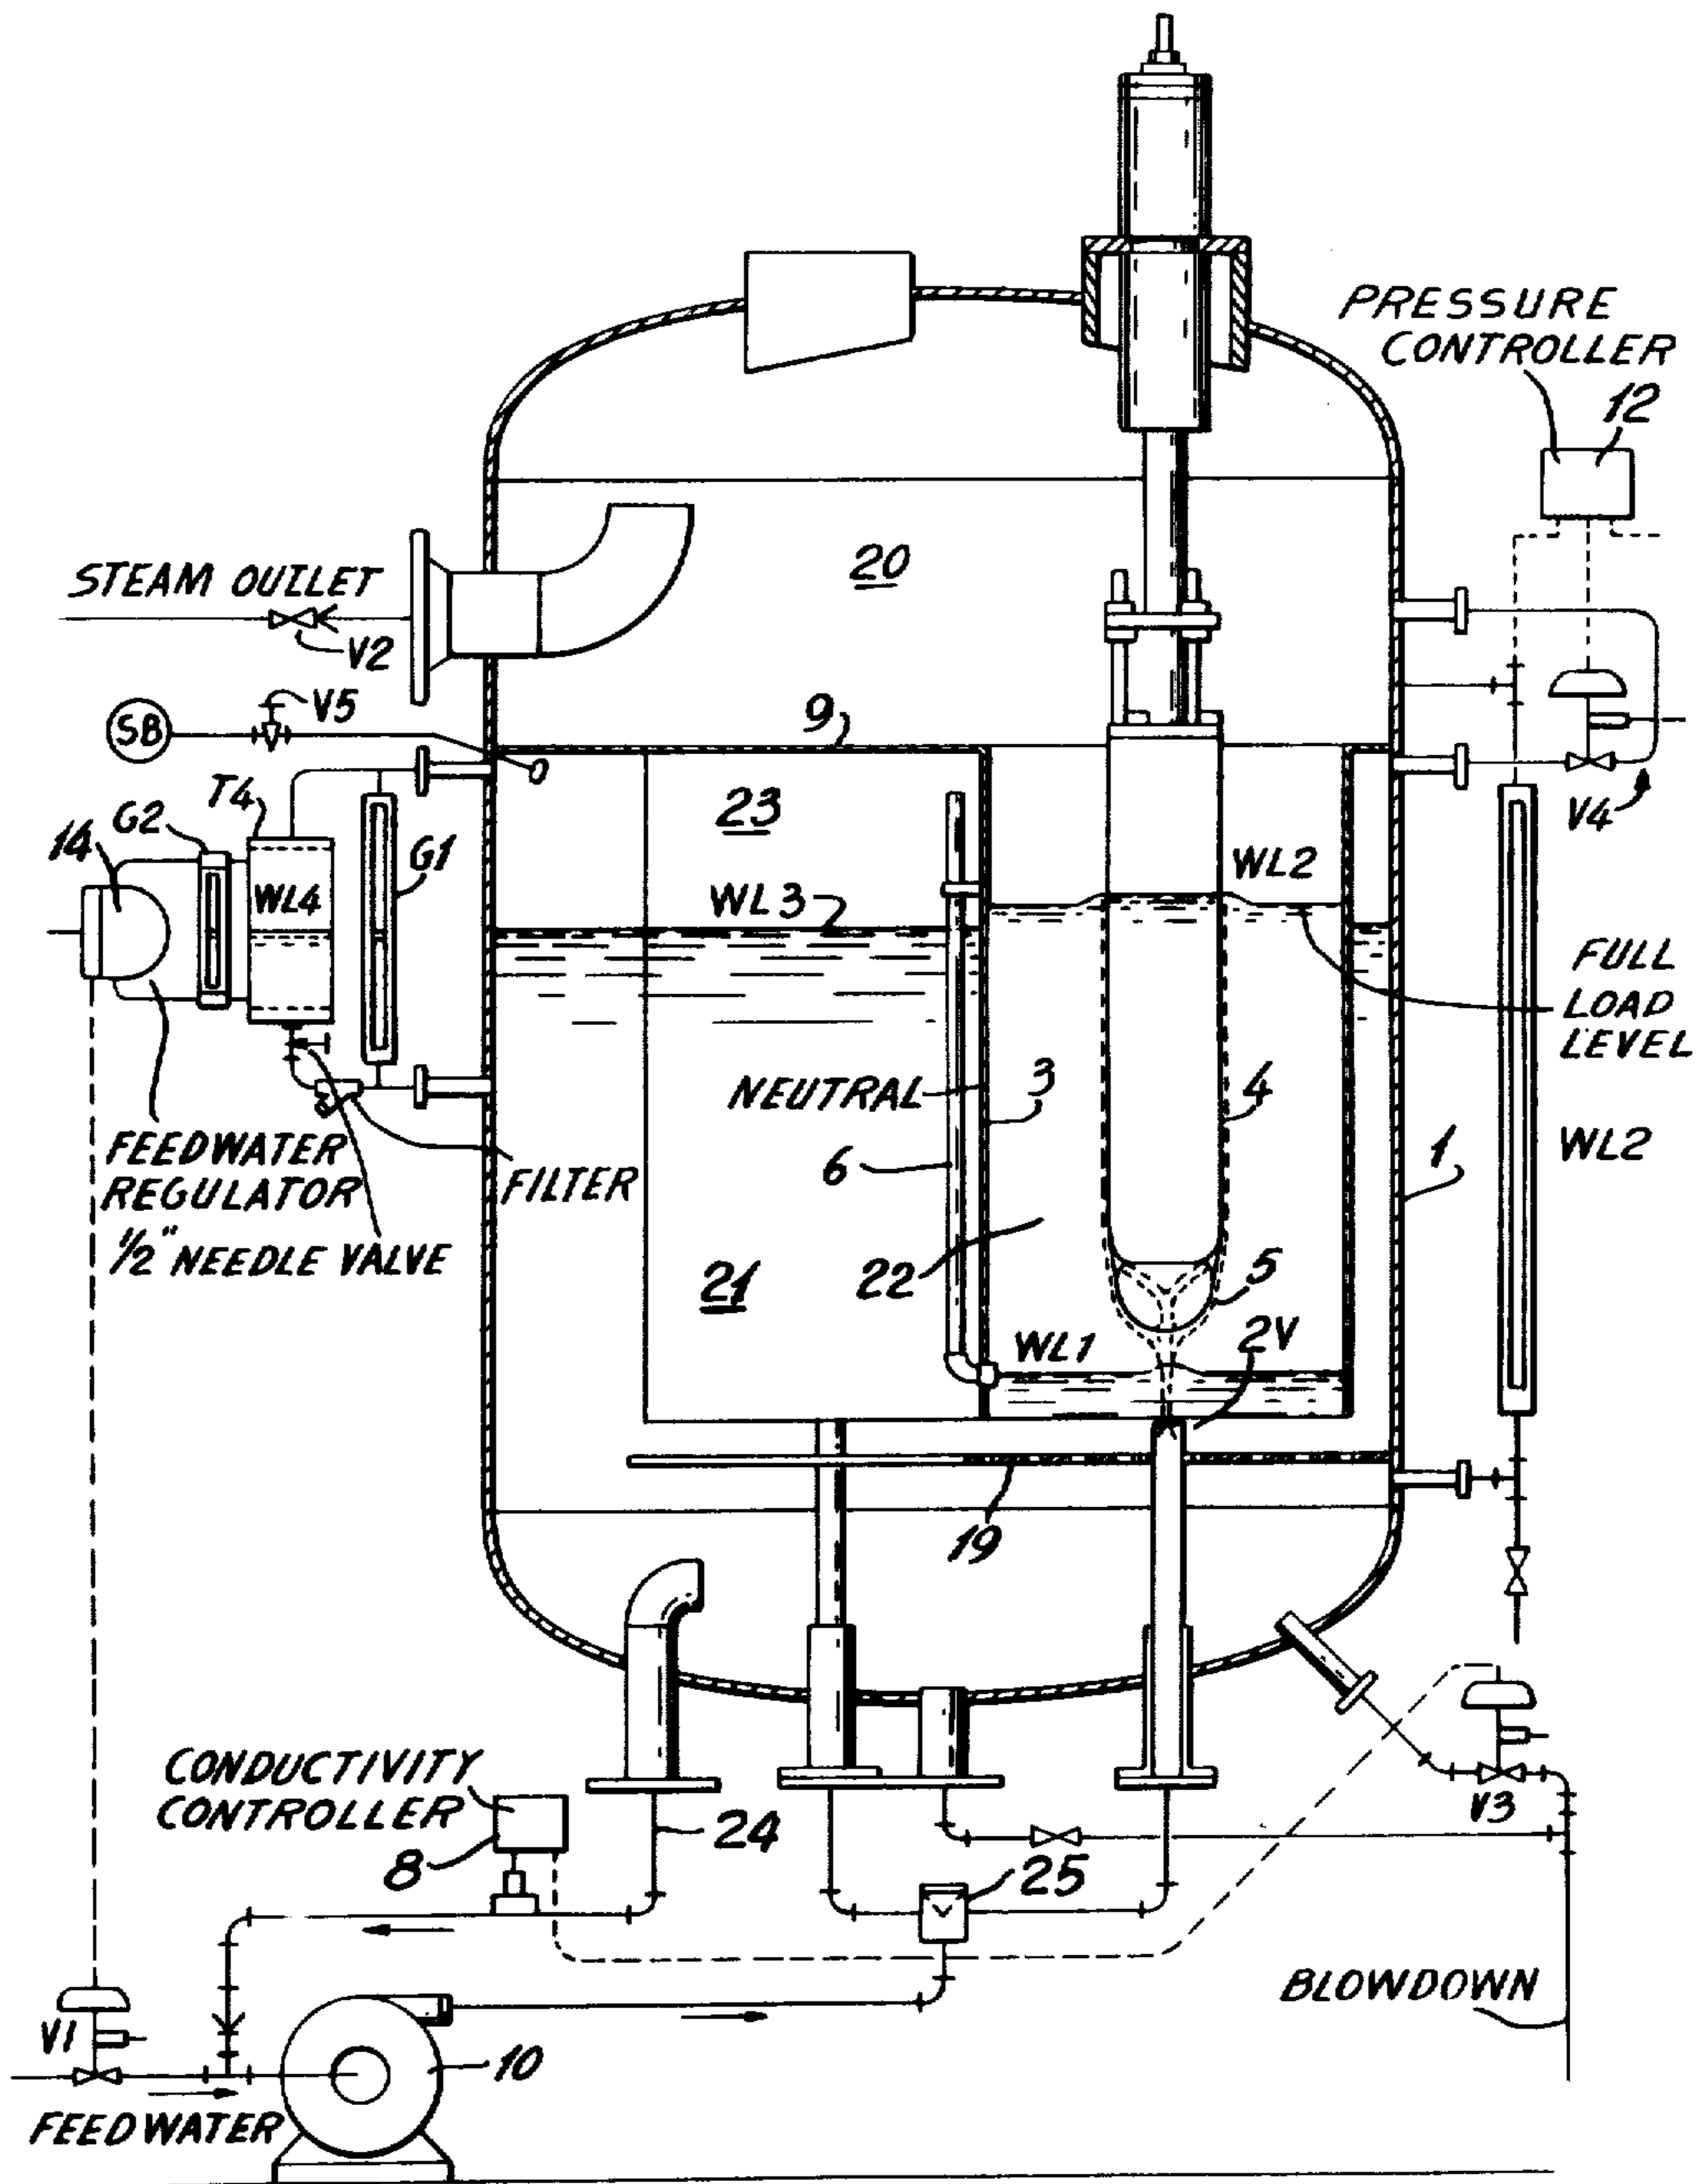 PRESSURE
CONTROLLER
12
STEAM OUTLET
V2
20
SB
V5
9
T4
G2
14
WL4
G1
23
WL3
WL2
V4
FULL
LOAD
LEVEL
NEUTRAL
3
4
6
1
WL2
FEEDWATER
REGULATOR
FILTER
1/2" NEEDLE VALVE
22
21
5
WL1
2V
19
CONDUCTIVITY
CONTROLLER
8
24
25
V3
BLOWDOWN
V1
10
FEEDWATER